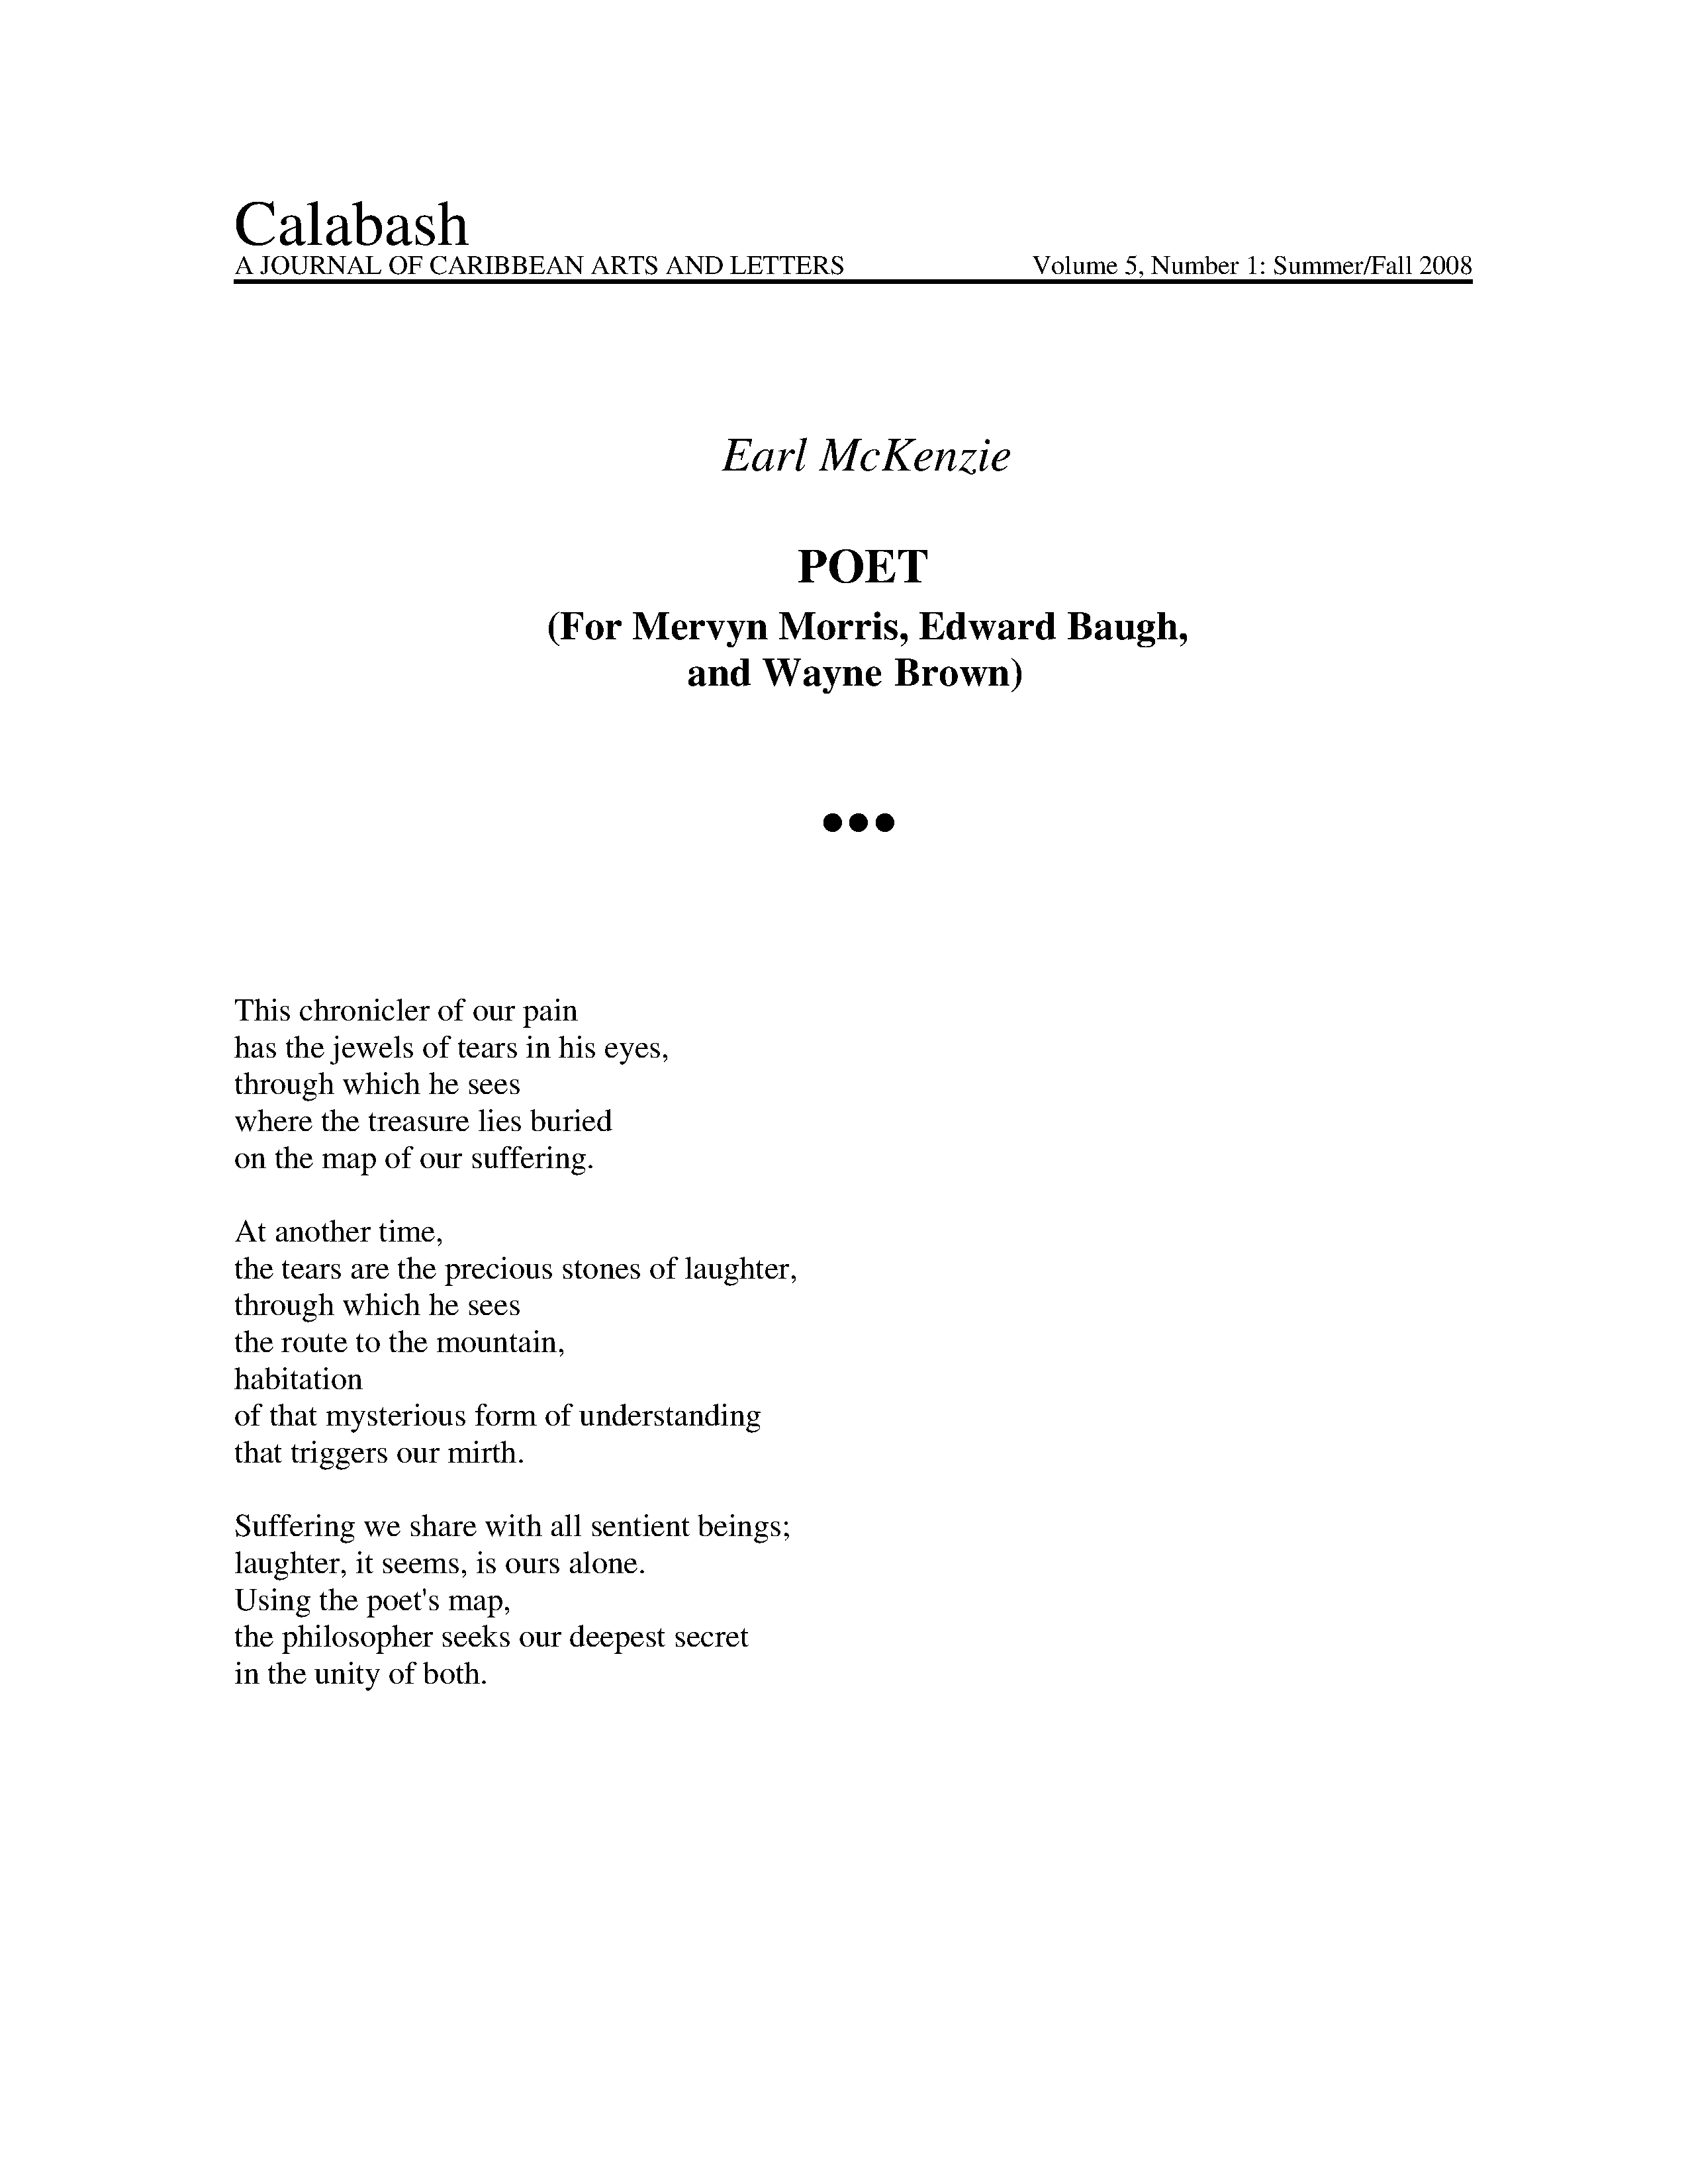 Calabash
A JOURNAL OF CARIBBEAN ARTS AND LETTERS Volume 5, Number 1: Summer/Fall 2008
Earl McKenzie
POET
(For Mervyn Morris, Edward Baugh,
and Wayne Brown)
●●●
This chronicler of our pain
has the jewels of tears in his eyes,
through which he sees
where the treasure lies buried
on the map of our suffering.
At another time,
the tears are the precious stones of laughter,
through which he sees
the route to the mountain,
habitation
of that mysterious form of understanding
that triggers our mirth.
Suffering we share with all sentient beings;
laughter, it seems, is ours alone.
Using the poet's map,
the philosopher seeks our deepest secret
in the unity of both.